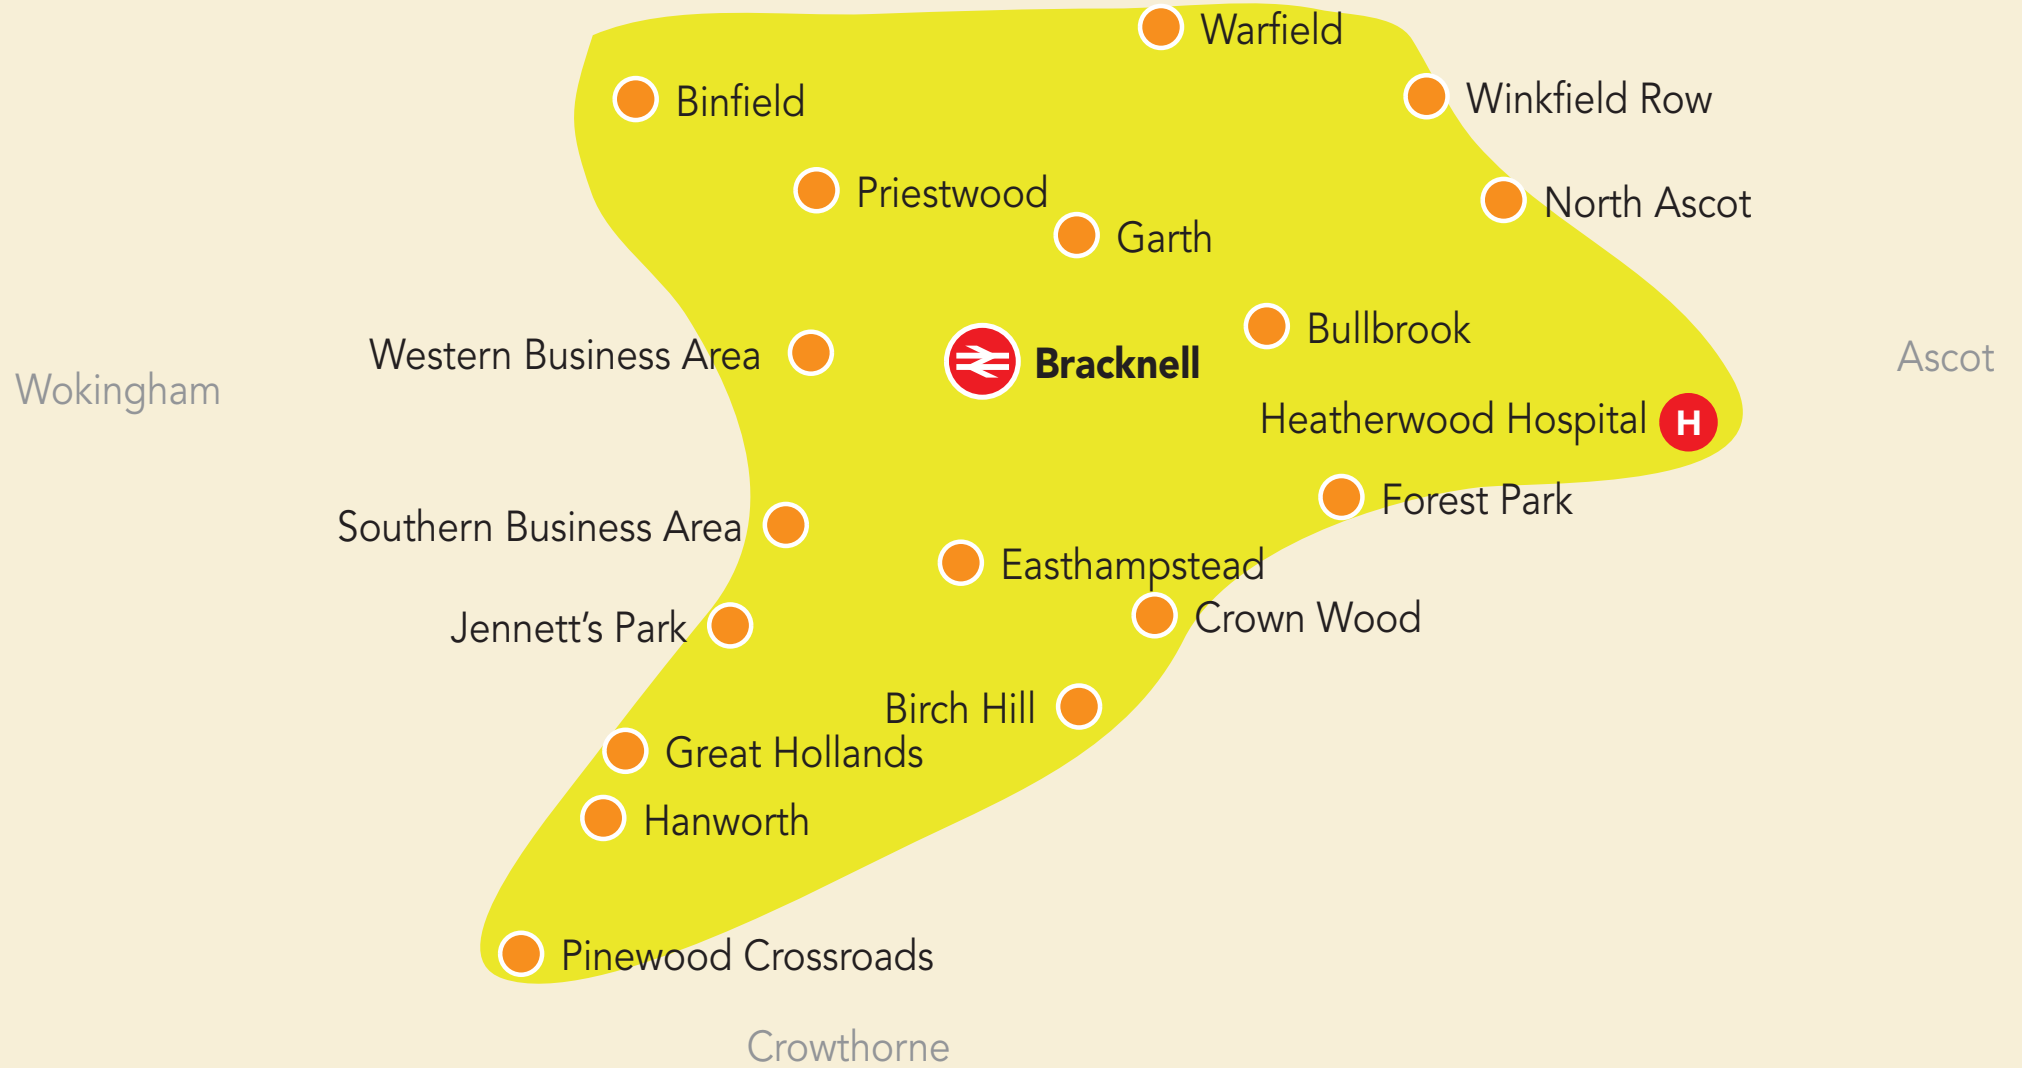 Warfield
Binfield
Winkfield Row
Priestwood
North Ascot
Garth
Bullbrook
Western Business Area
Bracknell
Ascot
Wokingham
Heatherwood Hospital
H
Forest Park
Southern Business Area
Easthampstead
Crown Wood
Jennett’s Park
Birch Hill
Great Hollands
Hanworth
Pinewood Crossroads
Crowthorne